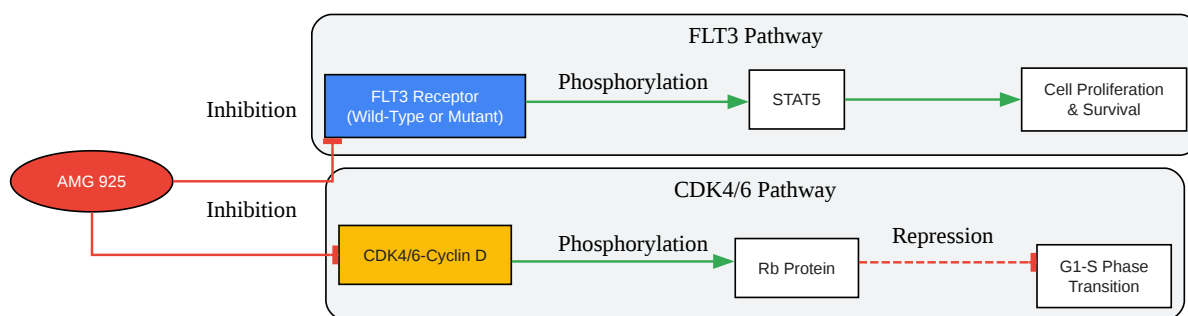 FLT3 Pathway
Inhibition
FLT3 Receptor
(Wild-Type or Mutant)
Phosphorylation
STAT5
Cell Proliferation
& Survival
AMG 925
CDK4/6 Pathway
Inhibition
CDK4/6-Cyclin D
Phosphorylation
Rb Protein
Repression
G1-S Phase
Transition